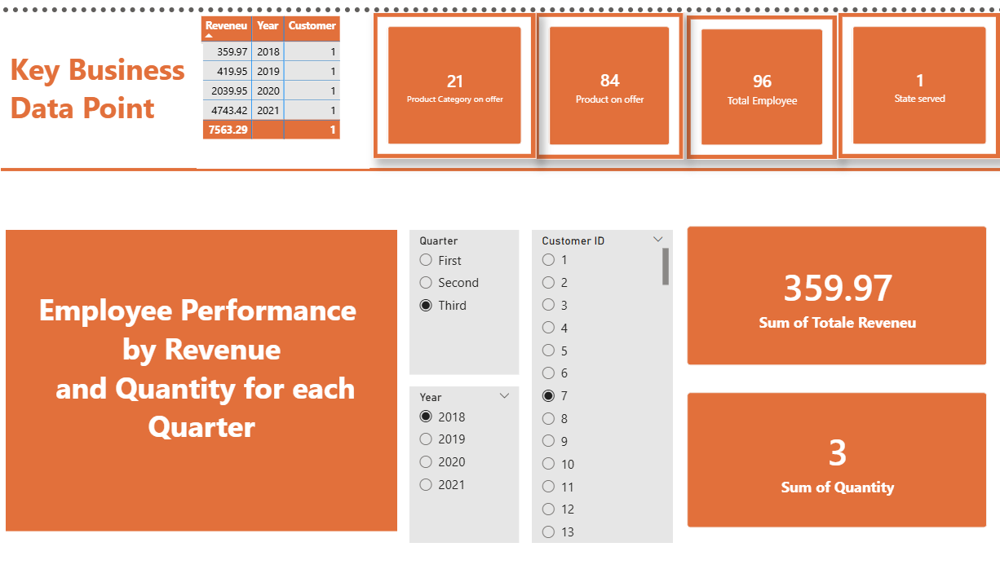 Key Business
Data Point
Reveneu Year Customer
359.97 2018 1
419.95 2019 1
2039.95 2020 1
4743.42 2021 1
7563.29 1
21
Product Category on offer
84
Product on offer
96
Total Employee
1
State served
Employee Performance
by Revenue
and Quantity for each
Quarter
Quarter
First
Second
Third
Year
2018
2019
2020
2021
Customer ID
1
2
3
4
5
6
7
8
9
10
11
12
13
359.97
Sum of Totale Reveneu
3
Sum of Quantity